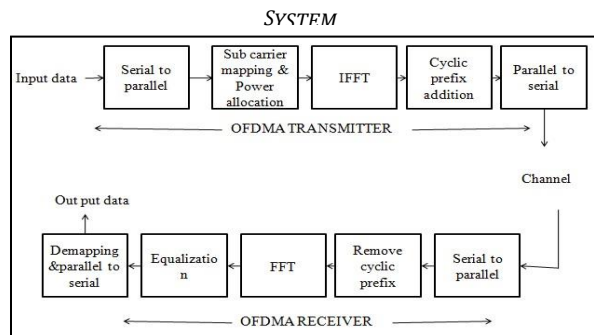 SYSTEM
Input data
Serial to
parallel
Sub carrier
mapping &
Power
allocation
IFFT
Cyclic
prefix
addition
Parallel to
serial
OFDMA TRANSMITTER
Channel
Out put data
Demapping
&parallel to
serial
Equalizatio
n
FFT
Remove
cyclic
prefix
Serial to
parallel
OFDMA RECEIVER